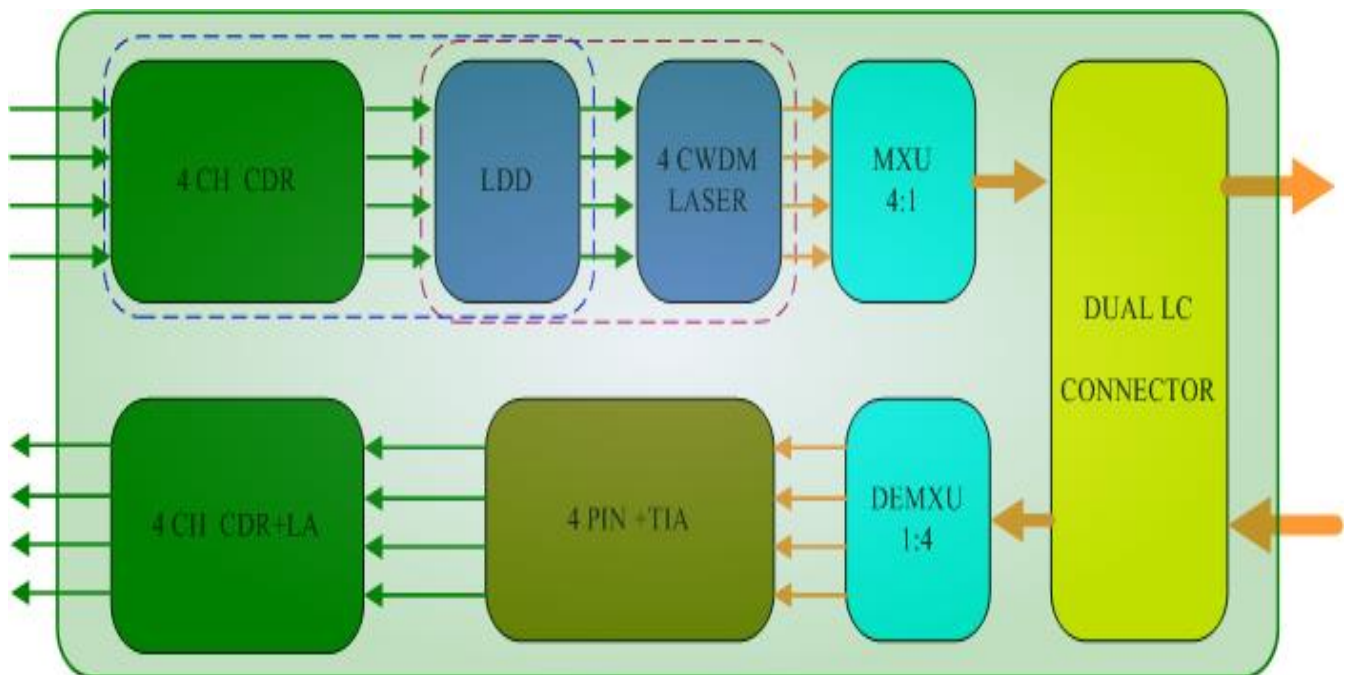 4 CH CDR
LDD
4 CWDM
LASER
MXU
4:1
DUAL LC
CONNECTOR
4 CH CDR+LA
4 PIN +TIA
DEMXU
1:4